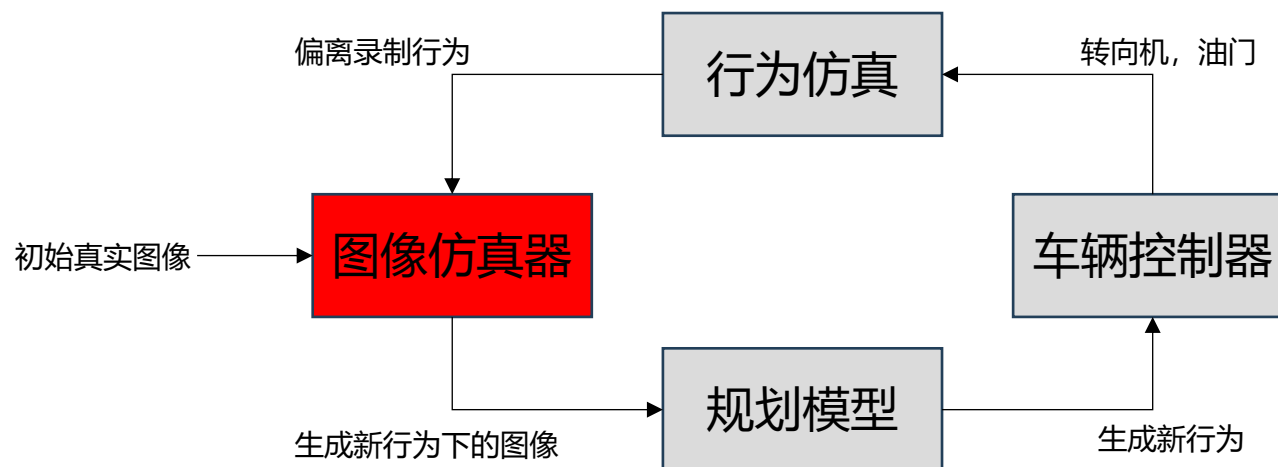 偏离录制行为
行为仿真
转向机，油门
初始真实图像
图像仿真器
车辆控制器
生成新行为下的图像
规划模型
生成新行为